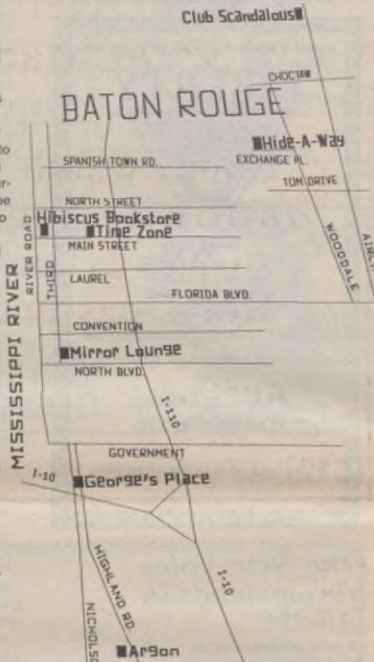 Club Scandalous
CHOCTAW
BATON ROUGE
Hide-A-Way
SPANISH TOWN RD.
EXCHANGE PL.
TOM DRIVE
NORTH STREET
Hibiscus Bookstore
Time Zone
MAIN STREET
RIVER ROAD
THIRD
WOODDALE
LAUREL
FLORIDA BLVD.
MISSISSIPPI RIVER
CONVENTION
Mirror Lounge
NORTH BLVD.
I-110
GOVERNMENT
I-10
George's Place
HIGHLAND RD
I-10
Argon